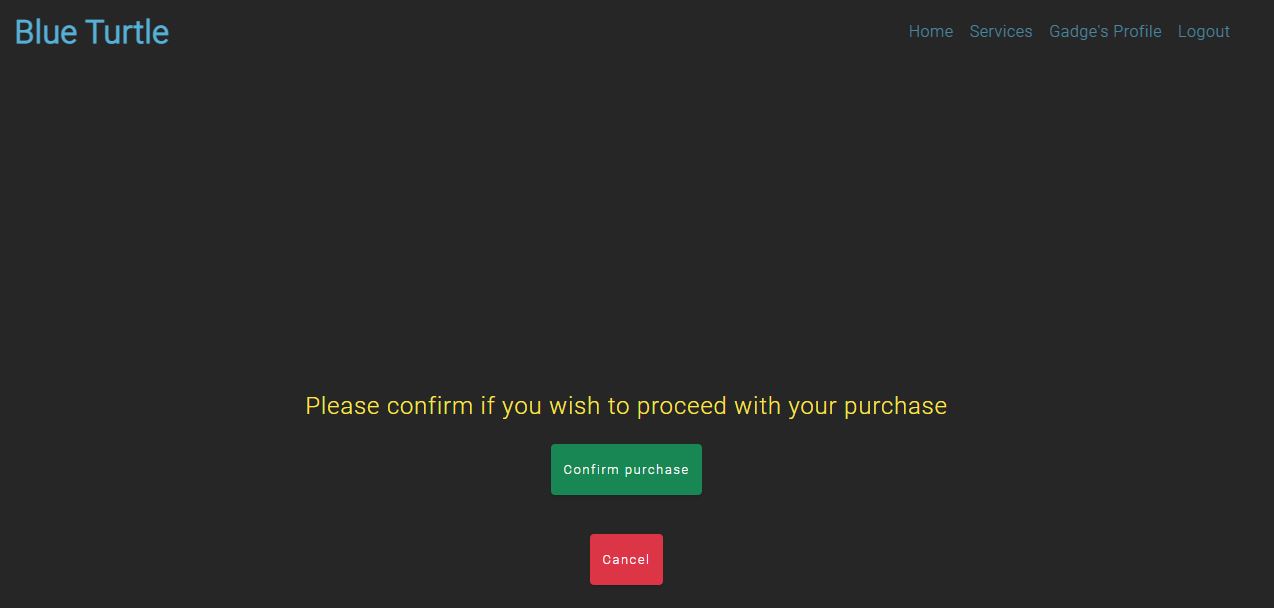 Blue Turtle
Home Services Gadge's Profile Logout
Please confirm if you wish to proceed with your purchase
Confirm purchase
Cancel